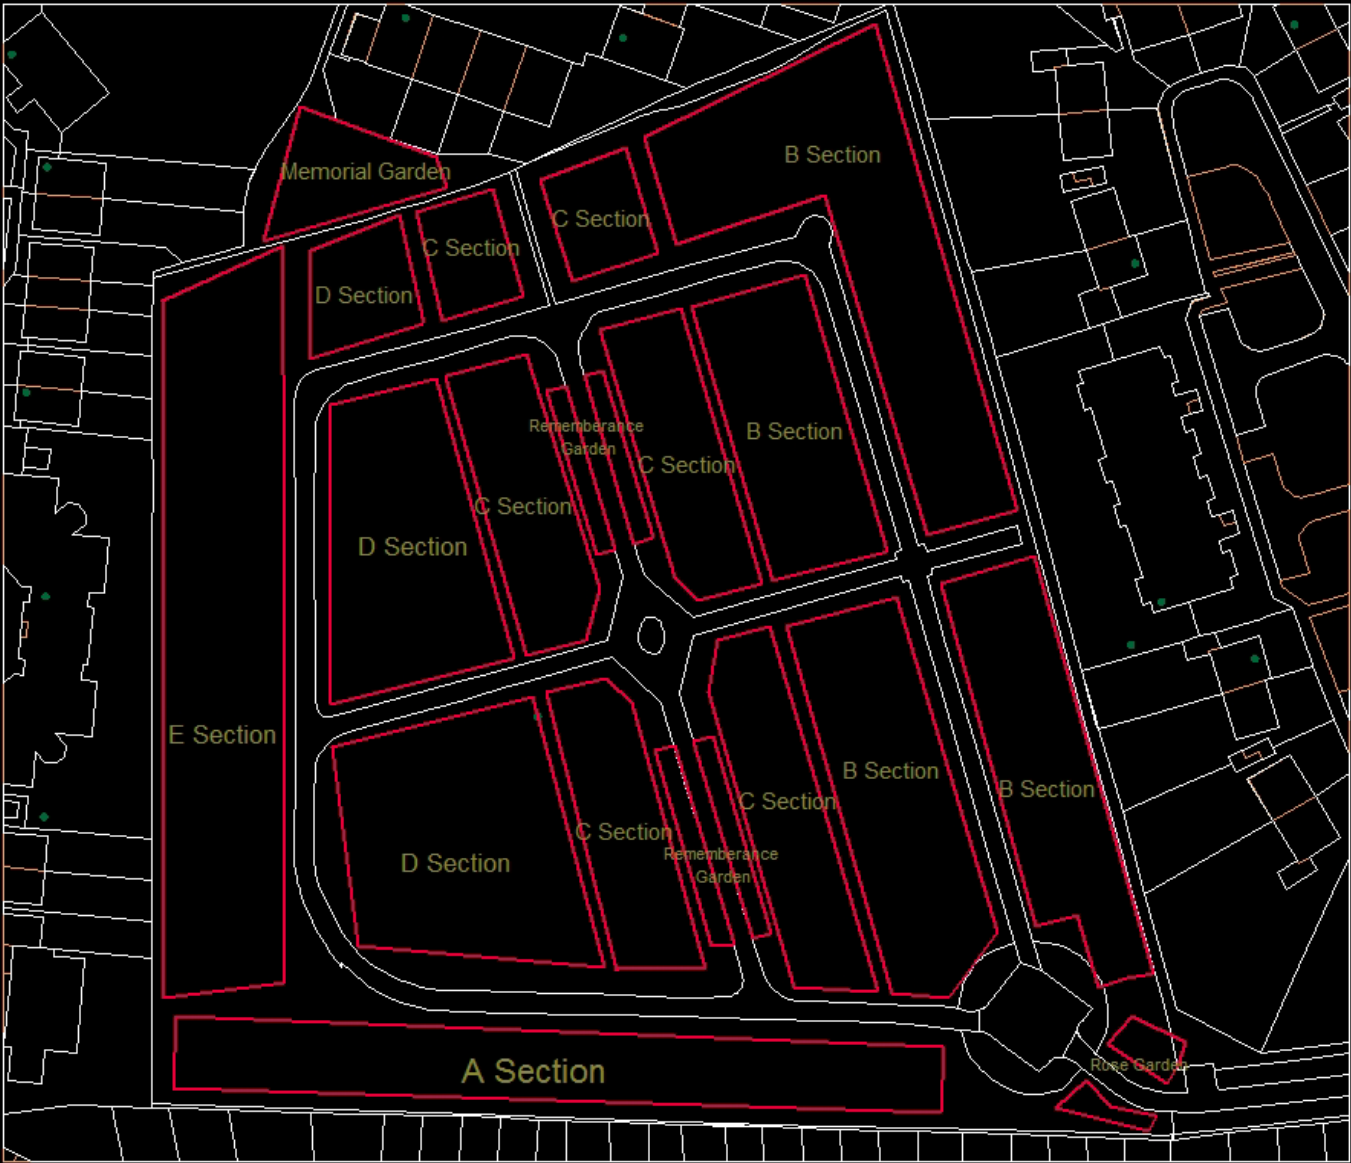 B Section
Memorial Garden
C Section
C Section
D Section
Rememberance
Garden
B Section
C Section
C Section
D Section
E Section
B Section
B Section
C Section
C Section
Rememberance
Garden
D Section
Rose Garden
A Section